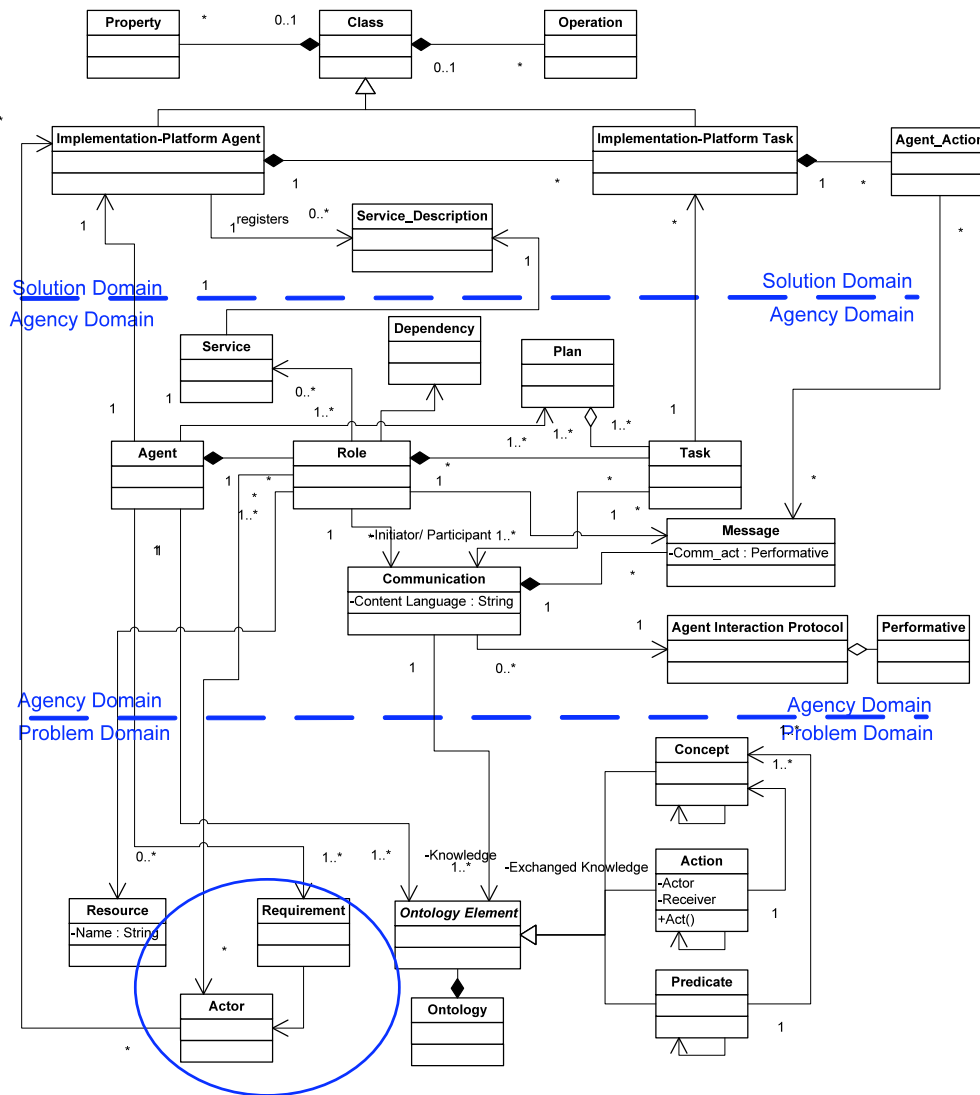 Property
*
0..1
Class
0..1
*
Operation
*
Implementation-Platform Agent
1
*
Implementation-Platform Task
1
*
Agent_Action
1
registers
1
0..*
Service_Description
1
*
*
Solution Domain
1
Solution Domain
Agency Domain
Agency Domain
Service
Dependency
Plan
0..*
1
1
1..*
1..*
1..*
1
1..*
Agent
1
Role
*
*
1
Task
*
*
*
1..*
1
*
1
*
-Initiator/ Participant
1..*
*
Message
-Comm_act : Performative
Communication
-Content Language : String
1
*
1
1
1
0..*
1
Agent Interaction Protocol
Performative
Agency Domain
Problem Domain
Agency Domain
Problem Domain
1..*
Concept
1..*
0..*
1..*
1..*
-Knowledge
1..*
-Exchanged Knowledge
Action
-Actor
-Receiver
+Act()
1
Resource
-Name : String
Requirement
Ontology Element
*
Actor
*
Ontology
Predicate
1